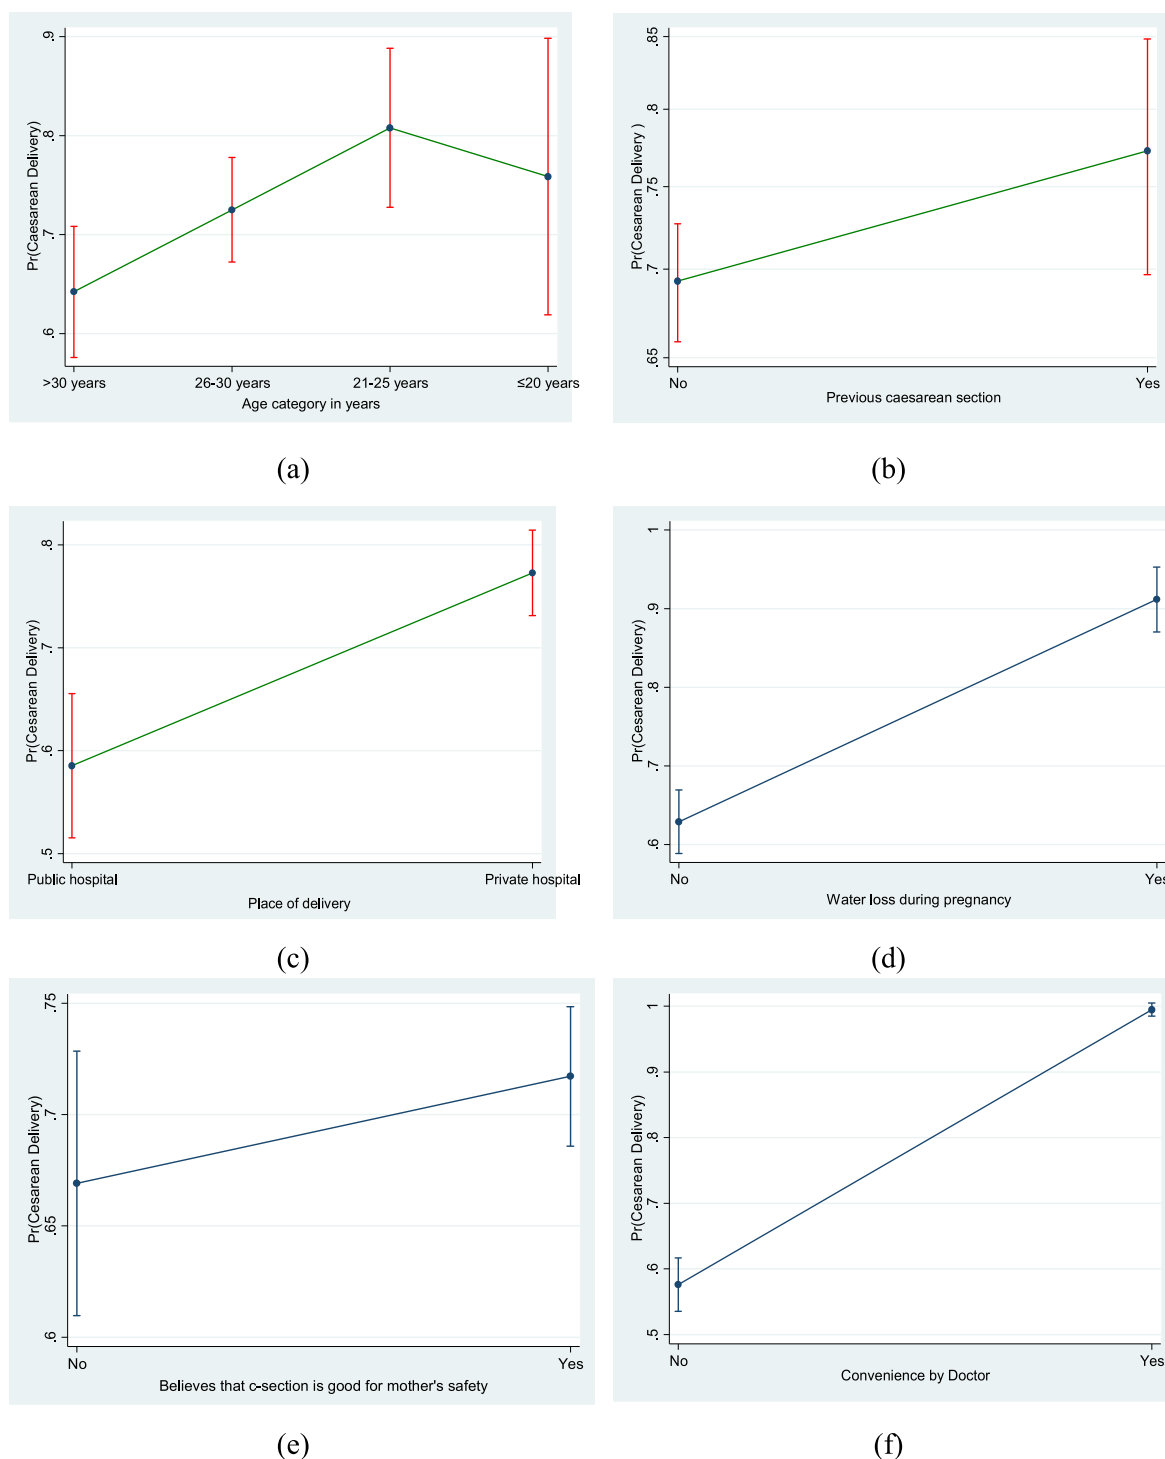 Pr(Caesarean Delivery)
.9
.8
.7
.6
>30 years
26-30 years
21-25 years
≤20 years
Age category in years
(a)
Pr(Cesarean Delivery )
.85
.8
.75
.7
.65
No
Yes
Previous caesarean section
(b)
Pr(Cesarean Delivery)
.8
.7
.6
.5
Public hospital
Private hospital
Place of delivery
(c)
Pr(Cesarean Delivery)
1
.9
.8
.7
.6
No
Yes
Water loss during pregnancy
(d)
Pr(Cesarean Delivery)
.75
.7
.65
.6
No
Yes
Believes that c-section is good for mother's safety
(e)
Pr(Cesarean Delivery)
1
.9
.8
.7
.6
.5
No
Yes
Convenience by Doctor
(f)